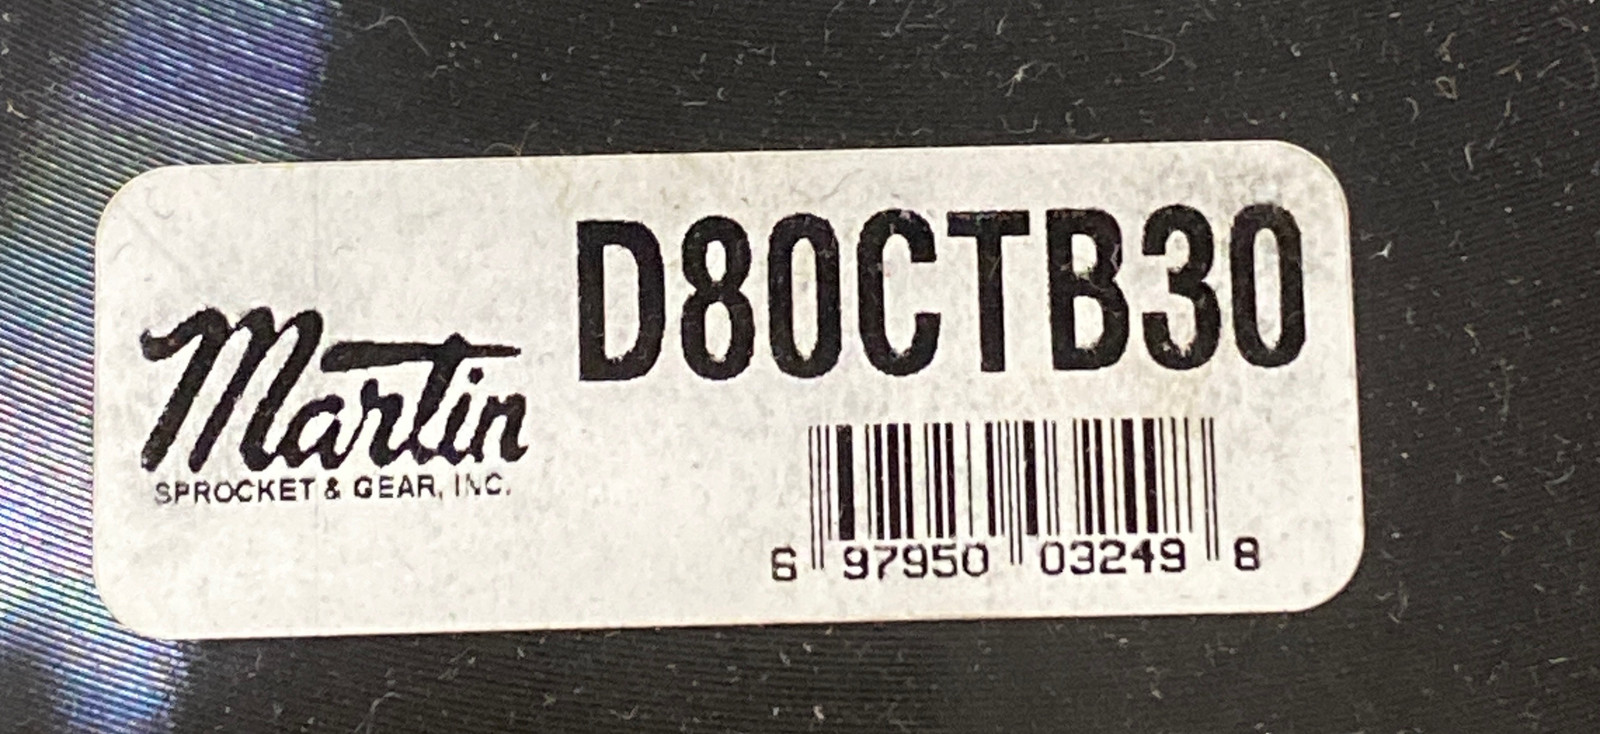 D80CTB30
Martin
SPROCKET & GEAR, INC.
6 97950 03249 8